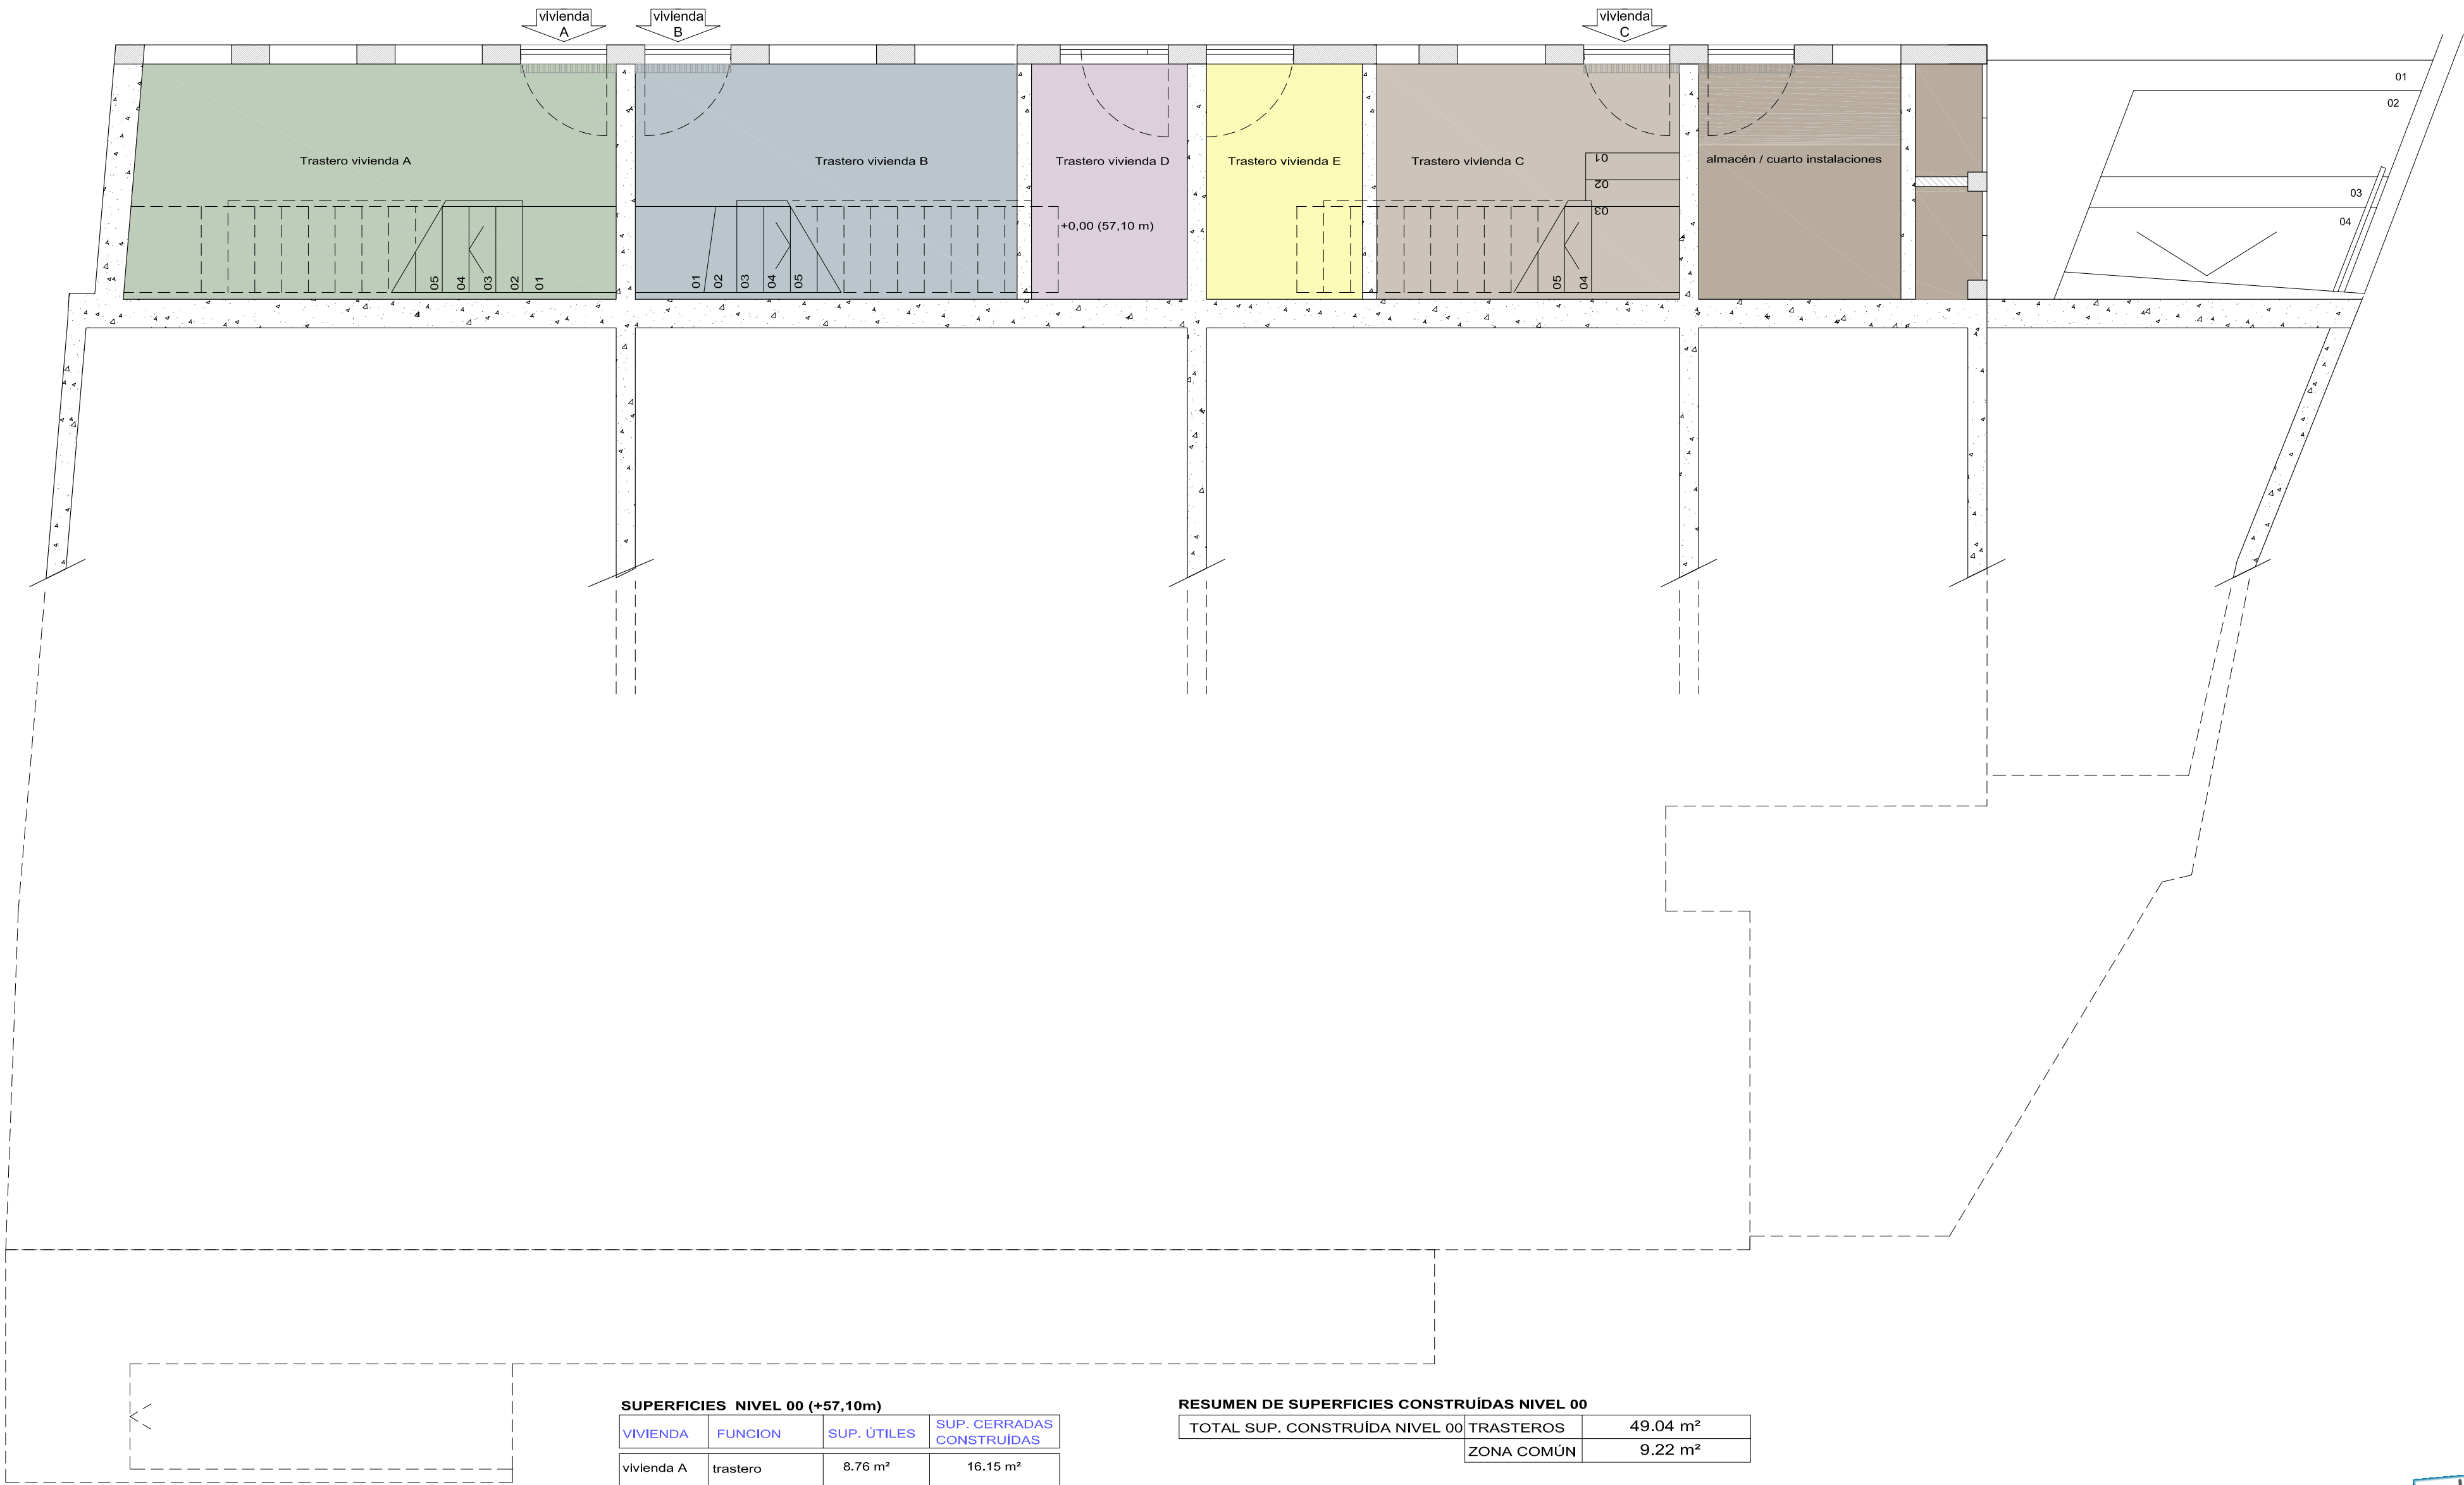 vivienda
A
vivienda
B
vivienda
C
01
02
03
04
Trastero vivienda A
Trastero vivienda B
Trastero vivienda D
Trastero vivienda E
Trastero vivienda C
almacén / cuarto instalaciones
01
02
03
+0,00 (57,10 m)
05 04 03 02 01
01 02 03 04 05
05 04
SUPERFICIES NIVEL 00 (+57,10m)
VIVIENDA FUNCION SUP. ÚTILES SUP. CERRADAS
CONSTRUÍDAS
vivienda A trastero 8.76 m² 16.15 m²
RESUMEN DE SUPERFICIES CONSTRUÍDAS NIVEL 00
TOTAL SUP. CONSTRUÍDA NIVEL 00 TRASTEROS 49.04 m²
ZONA COMÚN 9.22 m²